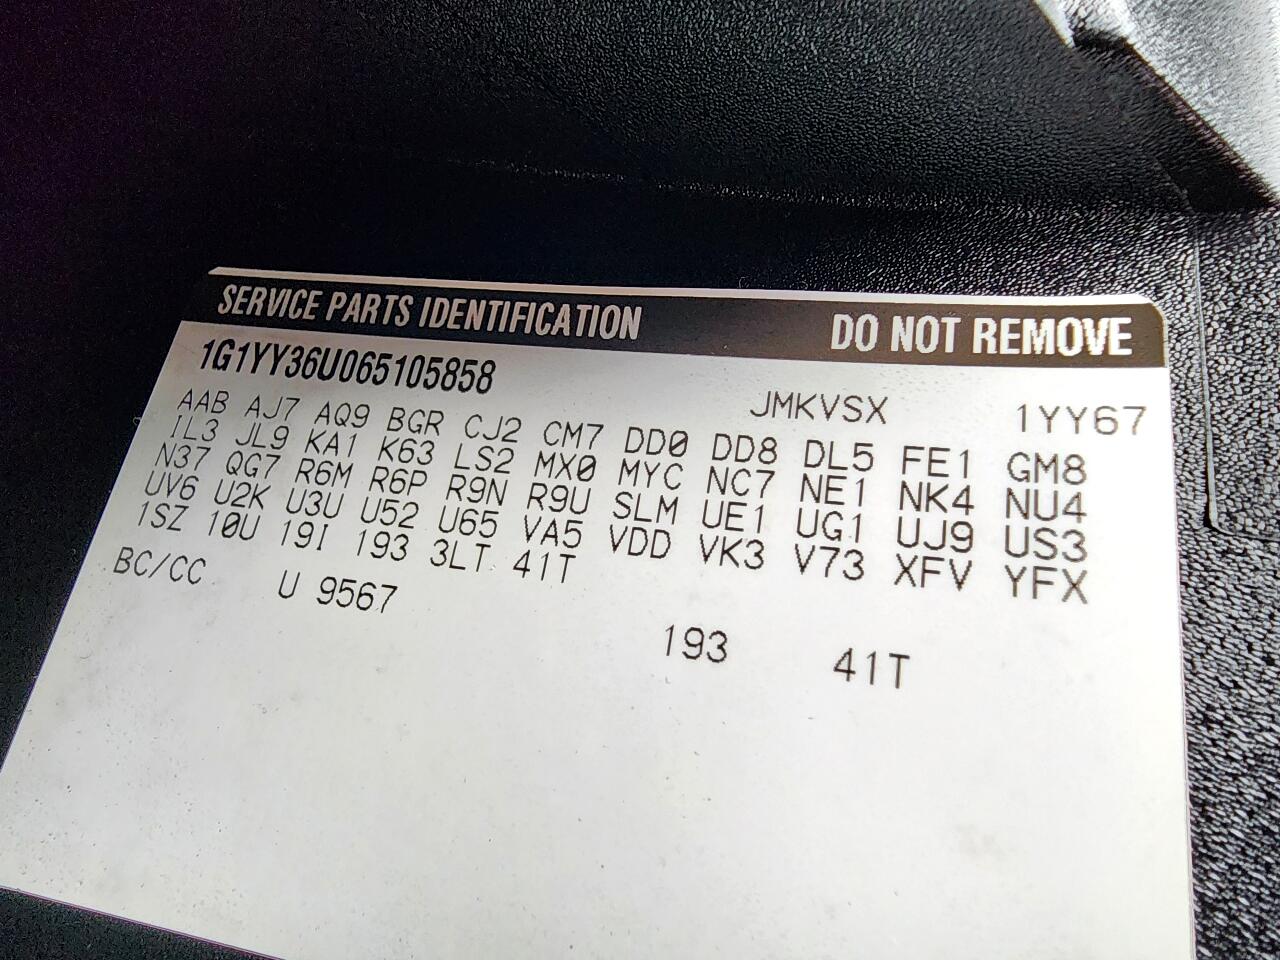 SERVICE PARTS IDENTIFICATION DO NOT REMOVE
1G1YY36U065105858 JMKVSX 1YY67
AAB AJ7 AQ9 BGR CJ2 CM7 DD0 DD8 DL5 FE1 GM8
IL3 JL9 KA1 K63 LS2 MX0 MYC NC7 NE1 NK4 NU4
N37 QG7 R6M R6P R9N R9U SLM UE1 UG1 UJ9 US3
UV6 U2K U3U U52 U65 VA5 VDD VK3 V73 XFV YFX
1SZ 10U 19I 193 3LT 41T
BC/CC U 9567 193 41T